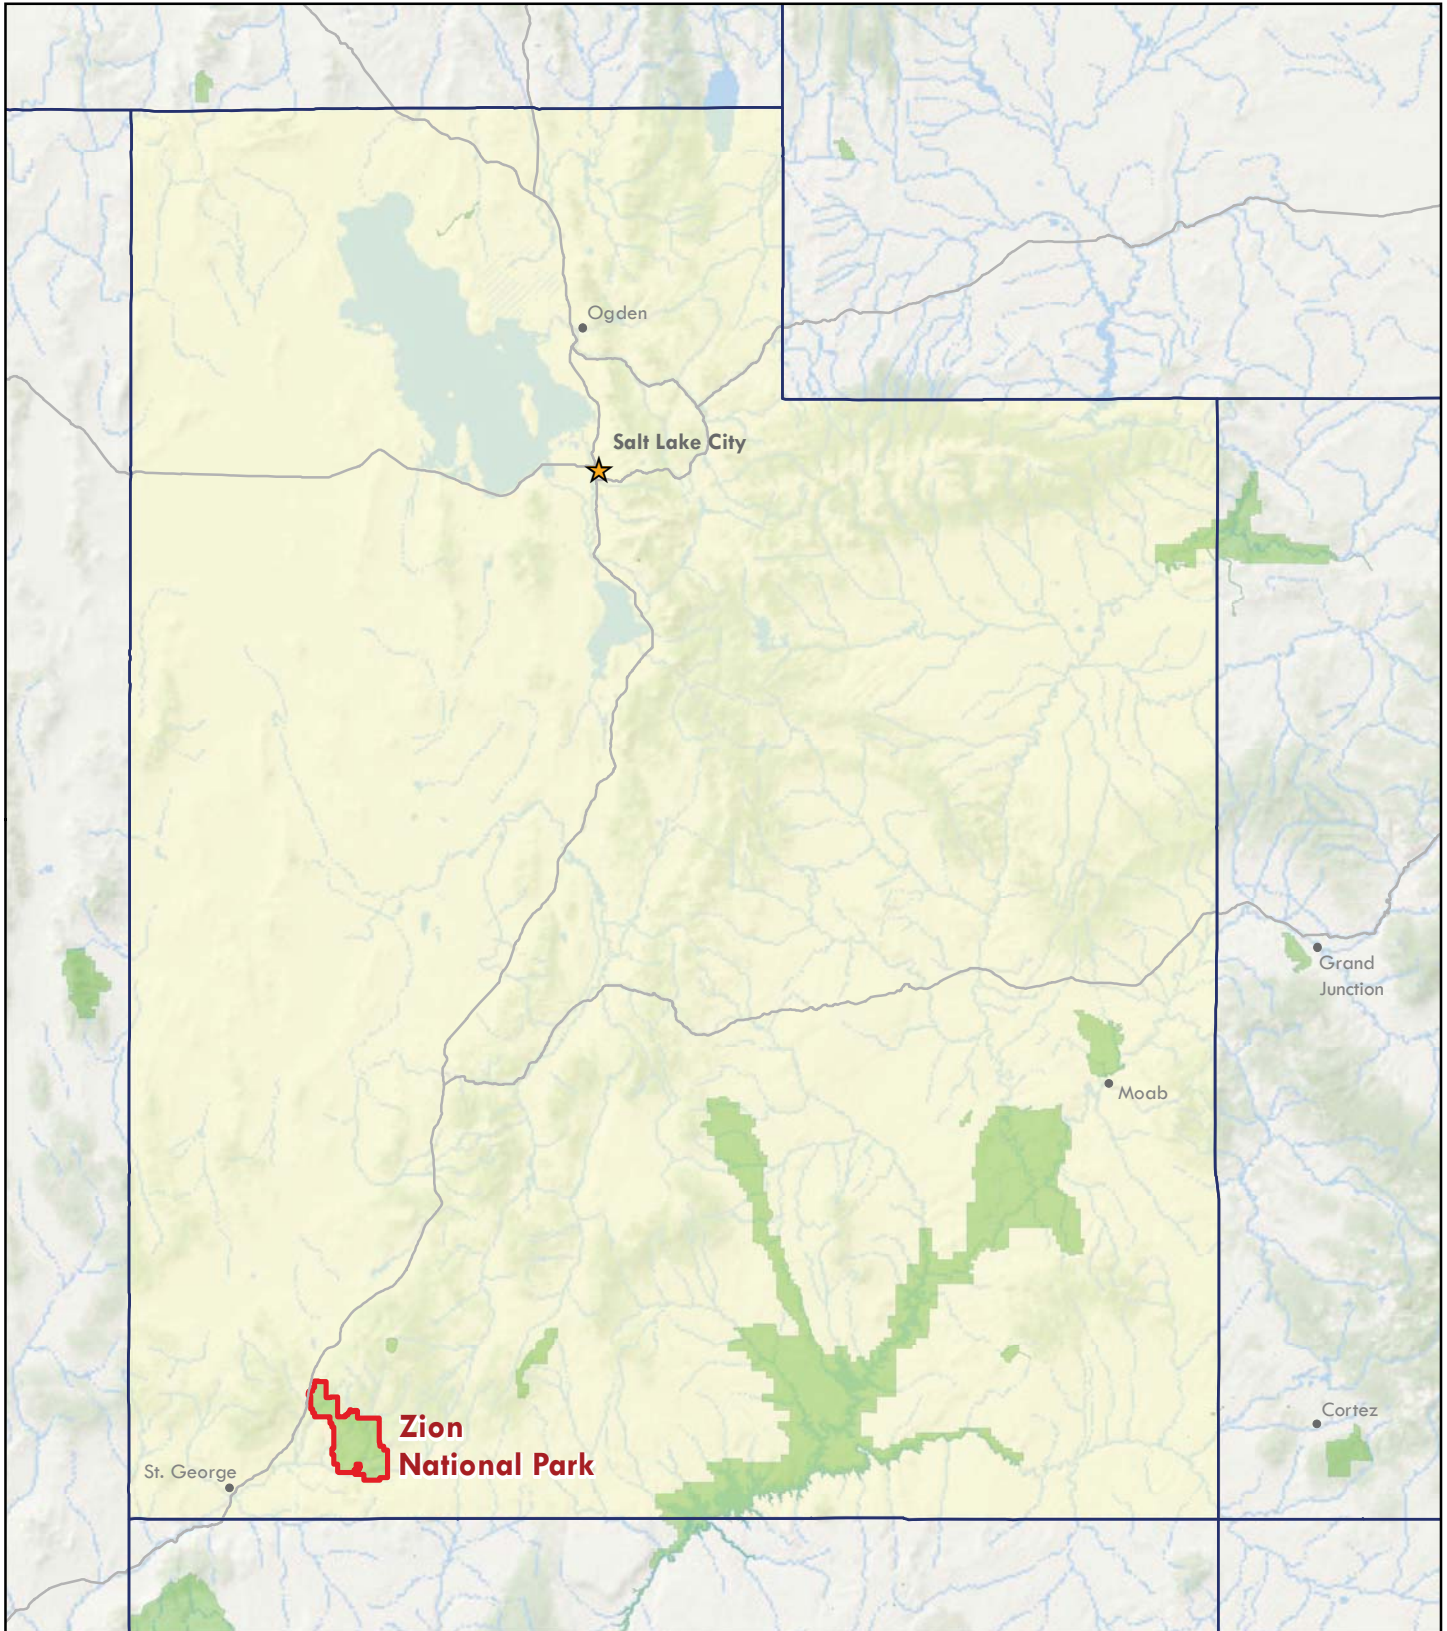 Ogden
Salt Lake City
Grand
Junction
Moab
Cortez
Zion
National Park
St. George